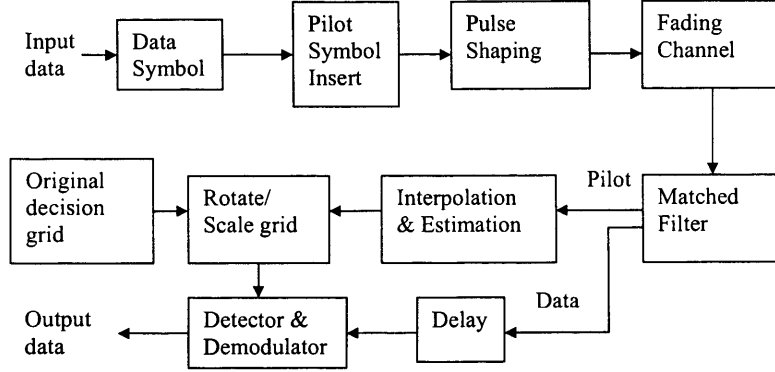 Input
data
Data
Symbol
Pilot
Symbol
Insert
Pulse
Shaping
Fading
Channel
Original
decision
grid
Rotate/
Scale grid
Interpolation
& Estimation
Pilot
Matched
Filter
Output
data
Detector &
Demodulator
Delay
Data